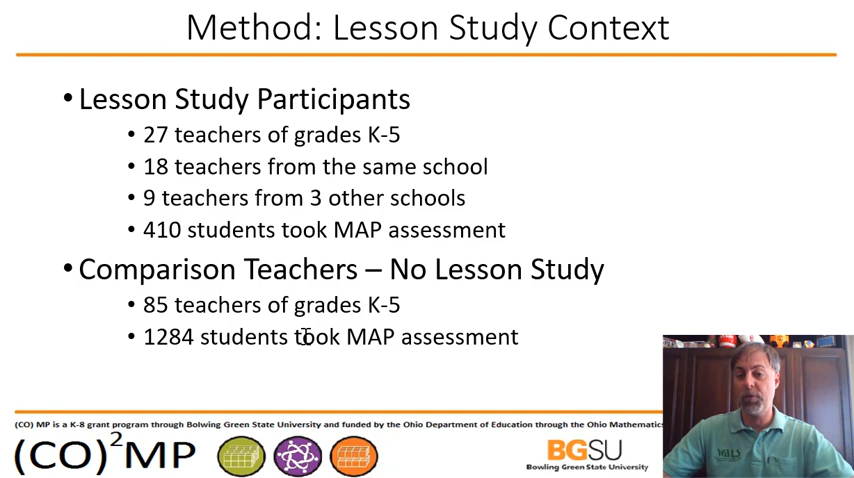 Method: Lesson Study Context
• Lesson Study Participants
• 27 teachers of grades K-5
• 18 teachers from the same school
• 9 teachers from 3 other schools
• 410 students took MAP assessment
• Comparison Teachers – No Lesson Study
• 85 teachers of grades K-5
• 1284 students took MAP assessment
(CO) MP is a K-8 grant program through Bolwing Green State University and funded by the Ohio Department of Education through the Ohio Mathematics
(CO)²MP
BGSU
Bowling Green State University